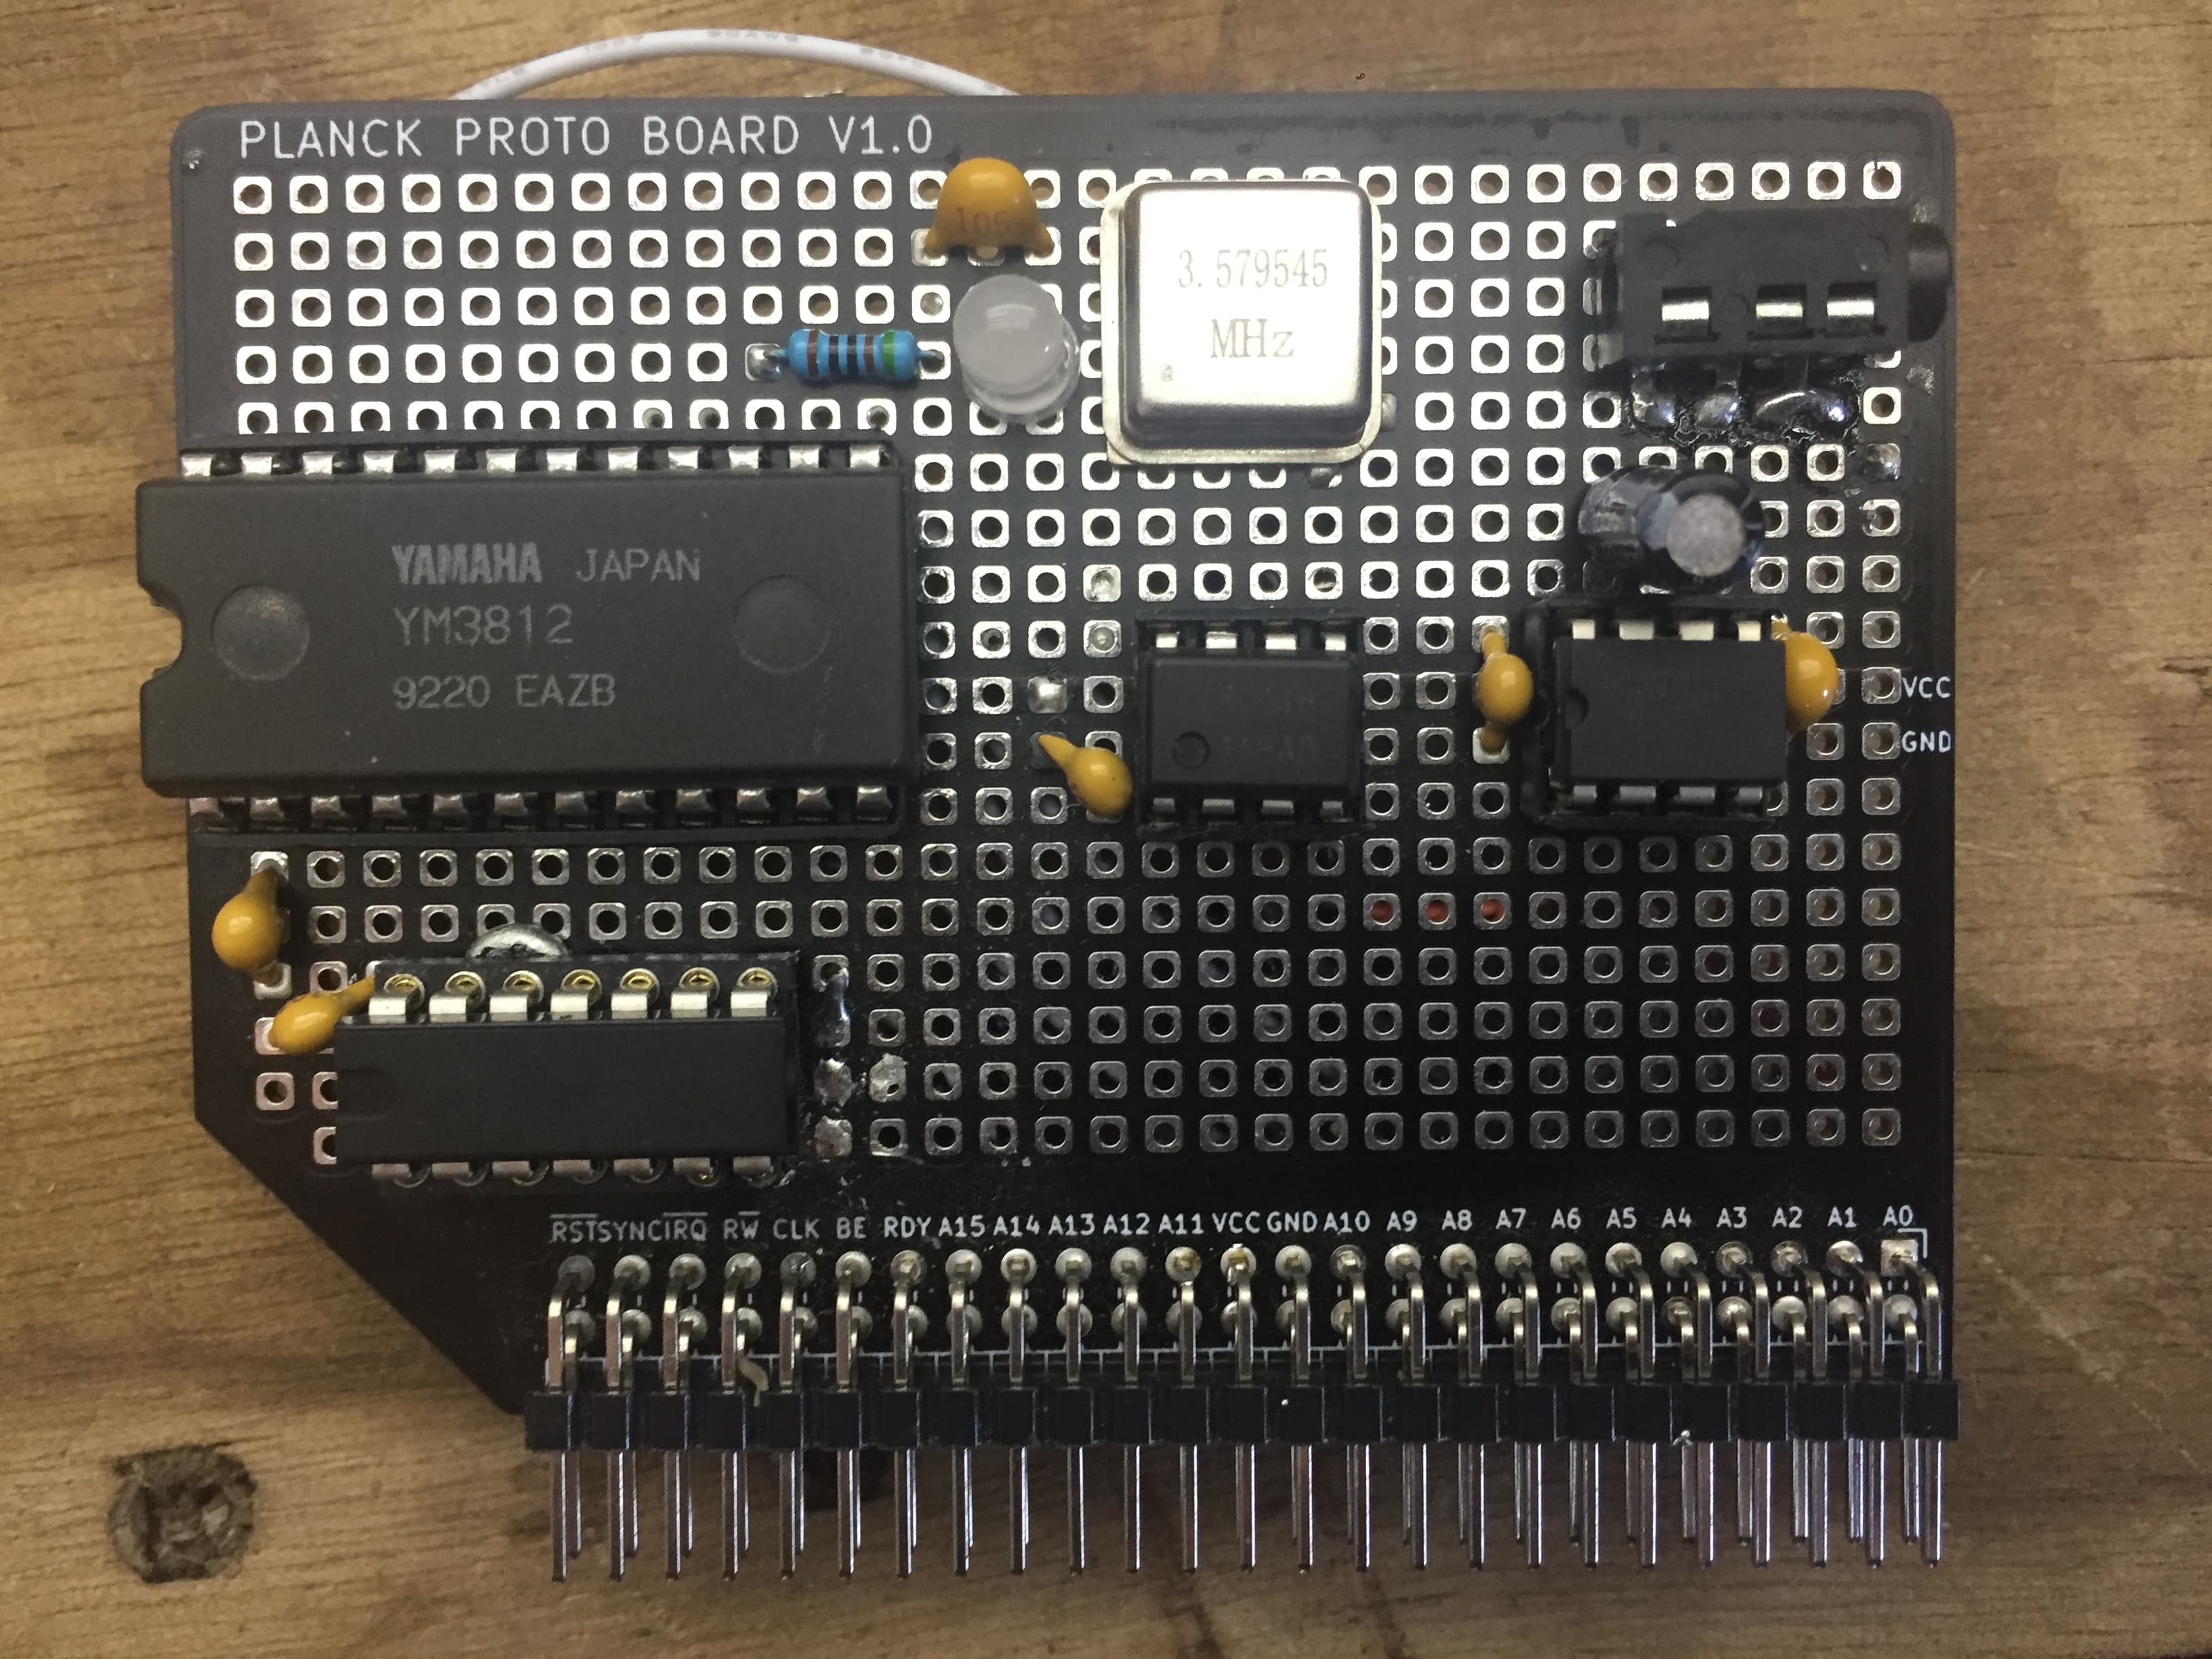 PLANCK PROTO BOARD V1.0
3.579545
MHz
YAMAHA JAPAN
YM3812
9220 EAZB
VCC
GND
RST SYNC IRQ RW CLK BE RDY A15 A14 A13 A12 A11 VCC GND A10 A9 A8 A7 A6 A5 A4 A3 A2 A1 A0